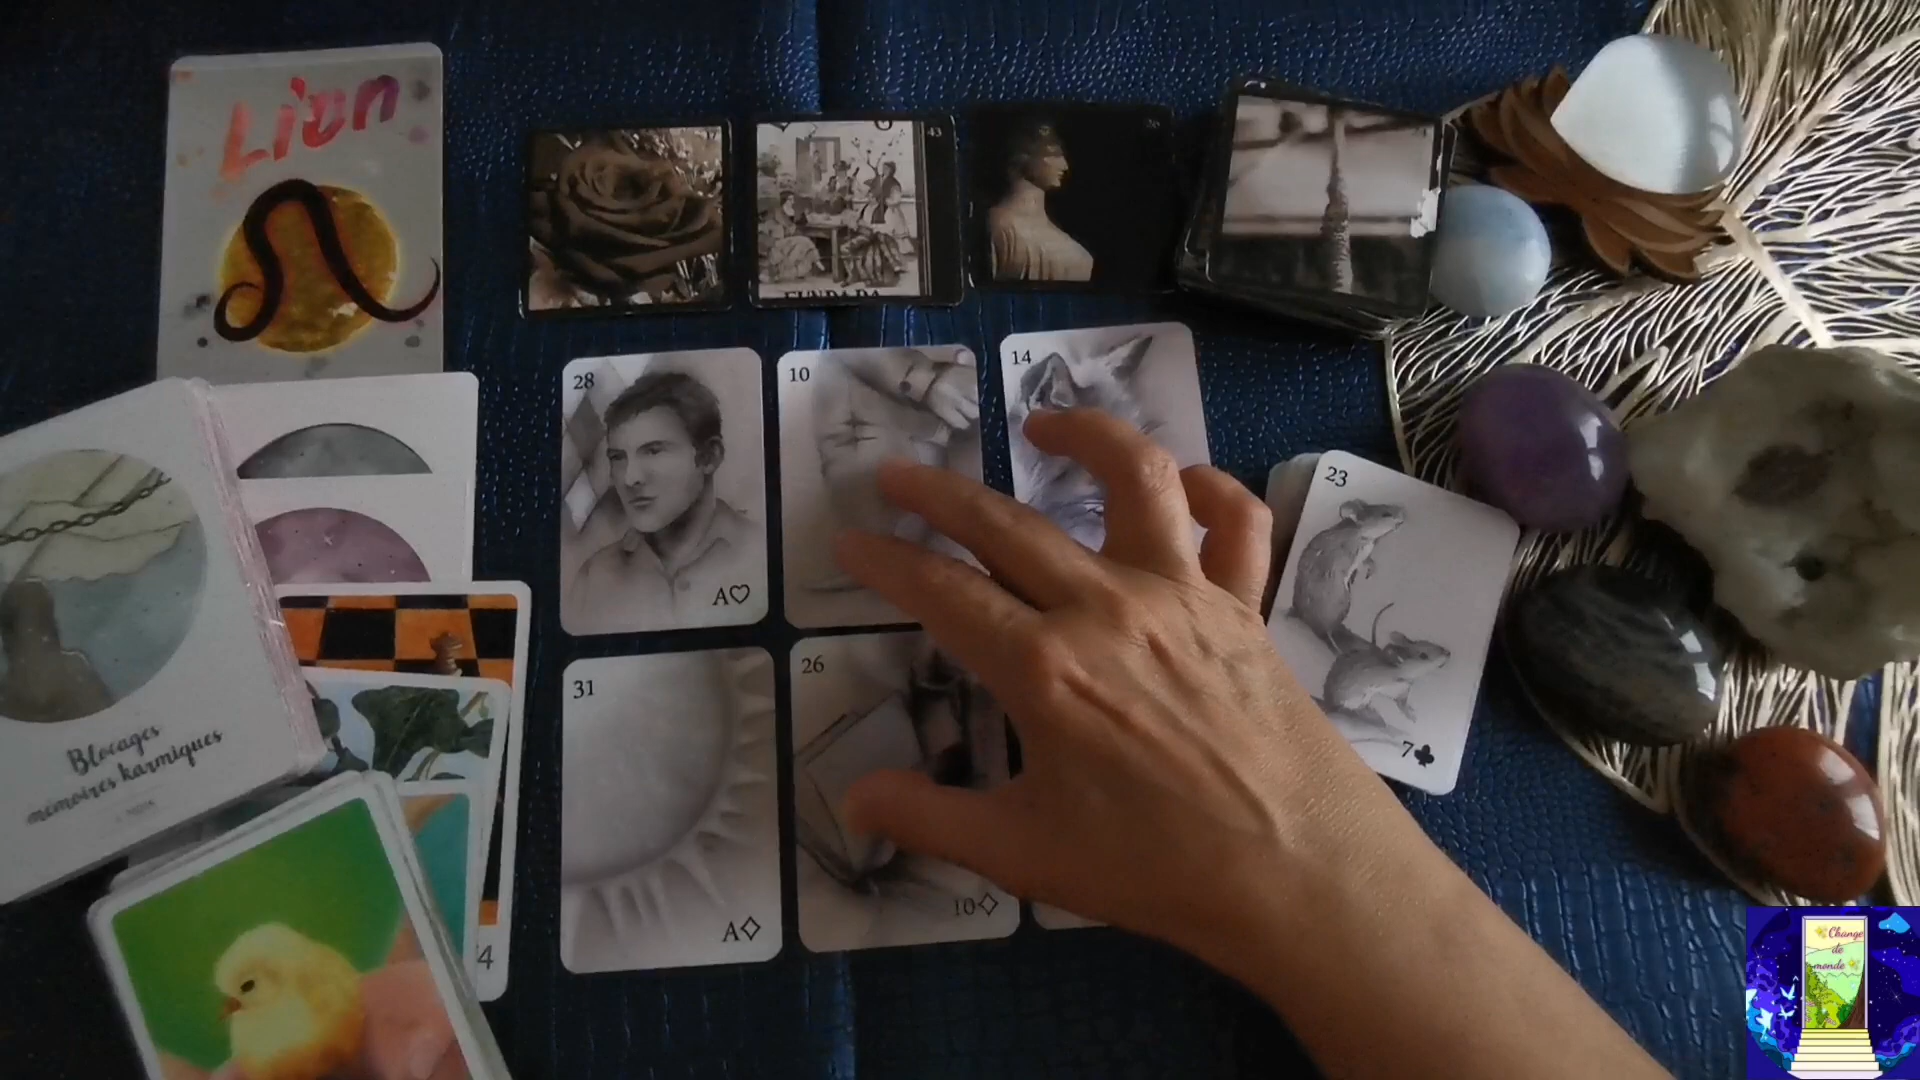 Lion
43
28
A♡
10
14
23
7♣
31
A♢
26
10♢
Blocages
mémoires karmiques
4
Change
de
monde